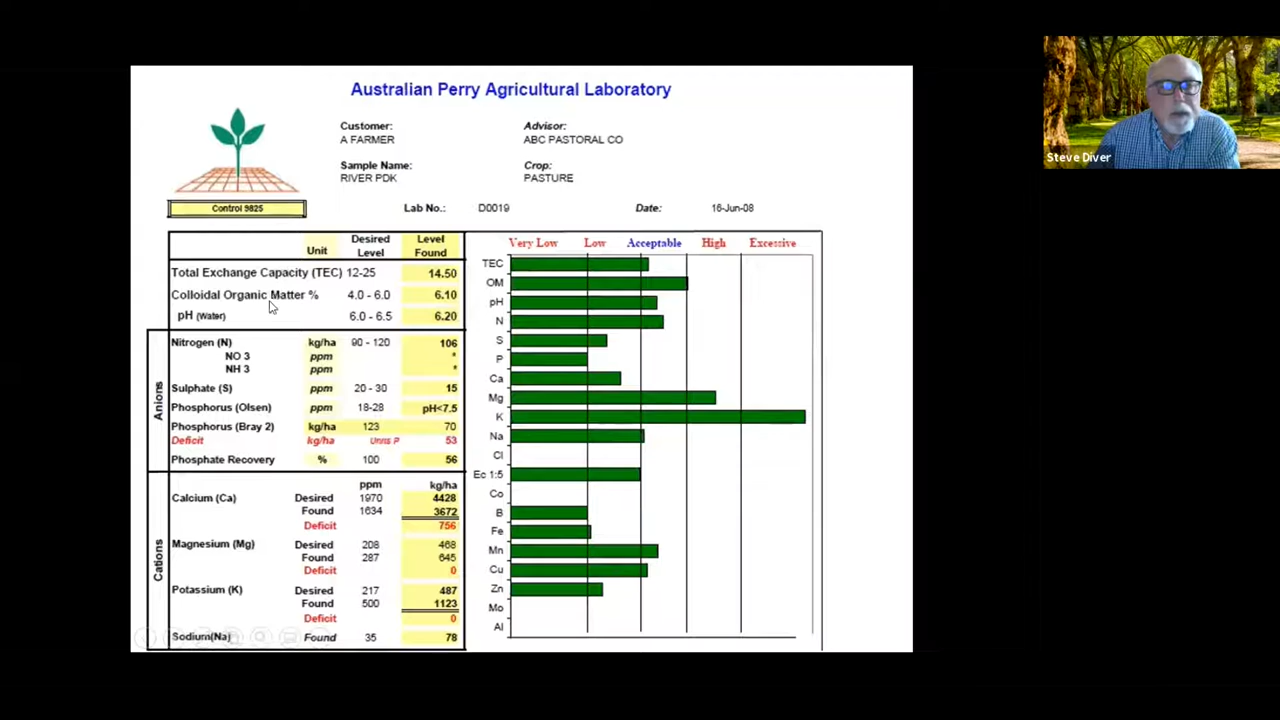 Australian Perry Agricultural Laboratory
Customer: Advisor:
A FARMER ABC PASTORAL CO
Sample Name: Crop:
RIVER PDK PASTURE
Steve Diver
Control 9825 Lab No.: D0019 Date: 16-Jun-08
Unit Desired Level Level Found
Total Exchange Capacity (TEC) 12-25 14.50
Colloidal Organic Matter % 4.0 - 6.0 6.10
pH (Water) 6.0 - 6.5 6.20
Anions
Nitrogen (N) kg/ha 90 - 120 106
NO 3 ppm *
NH 3 ppm *
Sulphate (S) ppm 20 - 30 15
Phosphorus (Olsen) ppm 18-28 pH<7.5
Phosphorus (Bray 2) kg/ha 123 70
Deficit kg/ha Units P 53
Phosphate Recovery % 100 56
Cations
ppm kg/ha
Calcium (Ca) Desired 1970 4428
Found 1634 3672
Deficit 756
Magnesium (Mg) Desired 208 468
Found 287 645
Deficit 0
Potassium (K) Desired 217 487
Found 500 1123
Deficit 0
Sodium(Na) Found 35 78
Very Low Low Acceptable High Excessive
TEC
OM
pH
N
S
P
Ca
Mg
K
Na
Cl
Ec 1:5
Co
B
Fe
Mn
Cu
Zn
Mo
Al